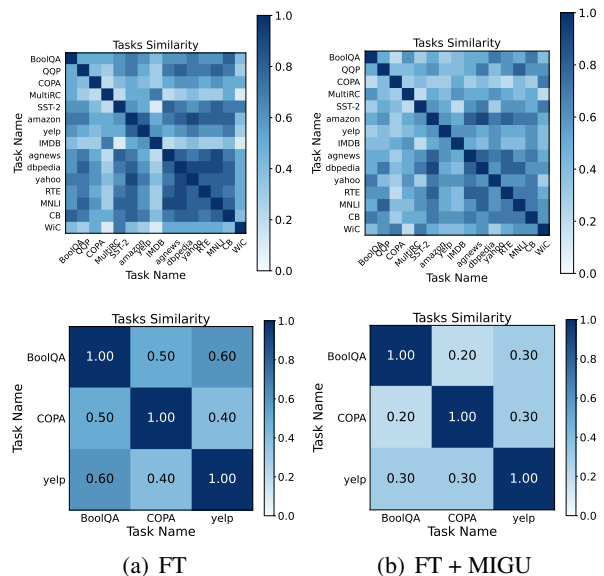 Tasks Similarity
Task Name
BoolQA
QQP
COPA
MultiRC
SST-2
amazon
yelp
IMDB
agnews
dbpedia
yahoo
RTE
MNLI
CB
WiC
BoolQA QQP COPA MultiRC SST-2 amazon yelp IMDB agnews dbpedia yahoo RTE MNLI CB WiC
Task Name
1.0
0.8
0.6
0.4
0.2
0.0
Tasks Similarity
Task Name
BoolQA
QQP
COPA
MultiRC
SST-2
amazon
yelp
IMDB
agnews
dbpedia
yahoo
RTE
MNLI
CB
WiC
BoolQA QQP COPA MultiRC SST-2 amazon yelp IMDB agnews dbpedia yahoo RTE MNLI CB WiC
Task Name
1.0
0.8
0.6
0.4
0.2
0.0
Tasks Similarity
Task Name
BoolQA 1.00 0.50 0.60
COPA 0.50 1.00 0.40
yelp 0.60 0.40 1.00
BoolQA COPA yelp
Task Name
1.0
0.8
0.6
0.4
0.2
0.0
(a) FT
Tasks Similarity
Task Name
BoolQA 1.00 0.20 0.30
COPA 0.20 1.00 0.30
yelp 0.30 0.30 1.00
BoolQA COPA yelp
Task Name
1.0
0.8
0.6
0.4
0.2
0.0
(b) FT + MIGU